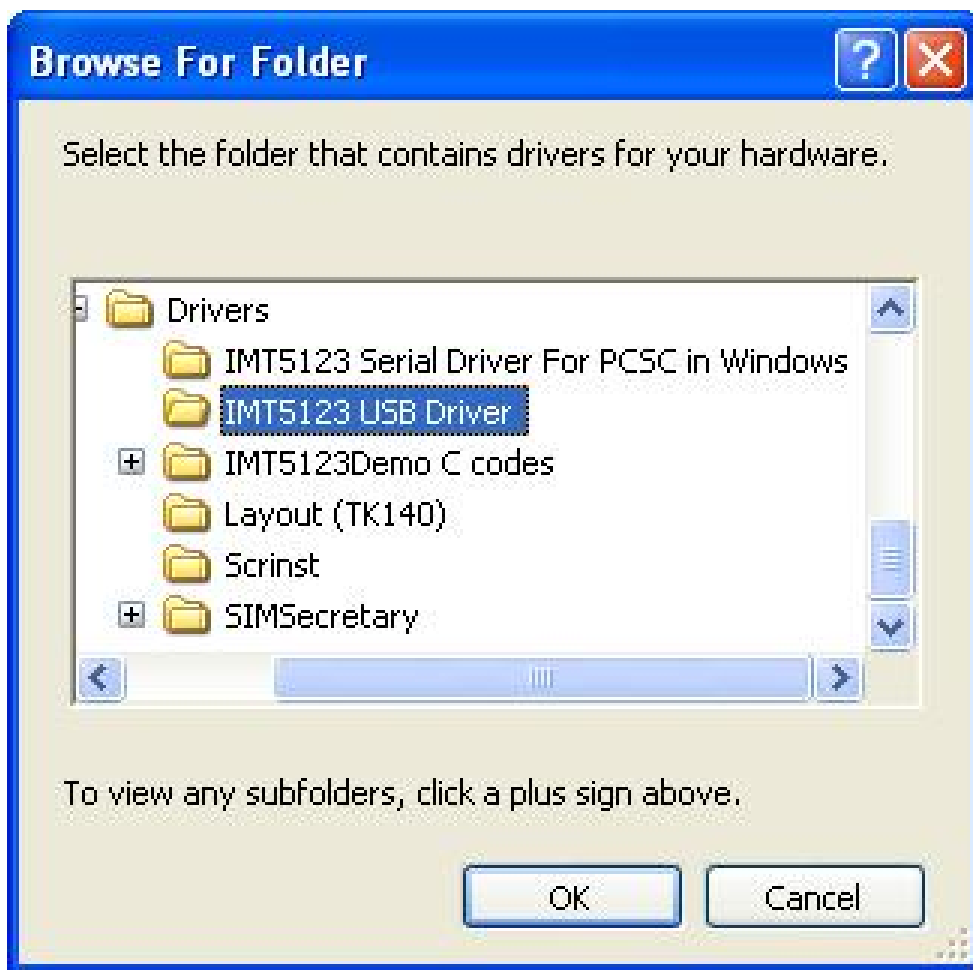 Browse For Folder
Select the folder that contains drivers for your hardware.
Drivers
IMT5123 Serial Driver For PCSC in Windows
IMT5123 USB Driver
IMT5123Demo C codes
Layout (TK140)
Scrinst
SIMSecretary
To view any subfolders, click a plus sign above.
OK Cancel